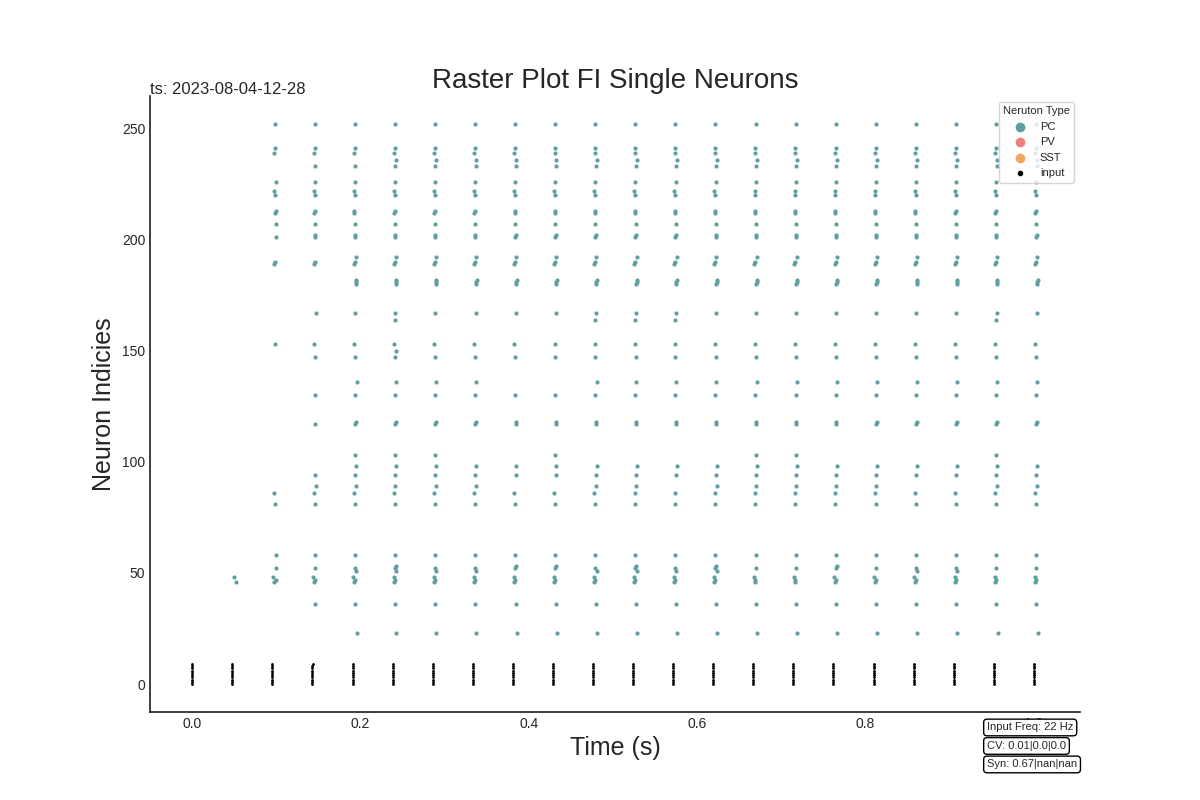 Raster Plot FI Single Neurons
ts: 2023-08-04-12-28
Neruton Type
PC
PV
SST
input
250
200
150
100
50
0
Neuron Indicies
0.0 0.2 0.4 0.6 0.8
Time (s)
Input Freq: 22 Hz
CV: 0.01|0.0|0.0
Syn: 0.67|nan|nan